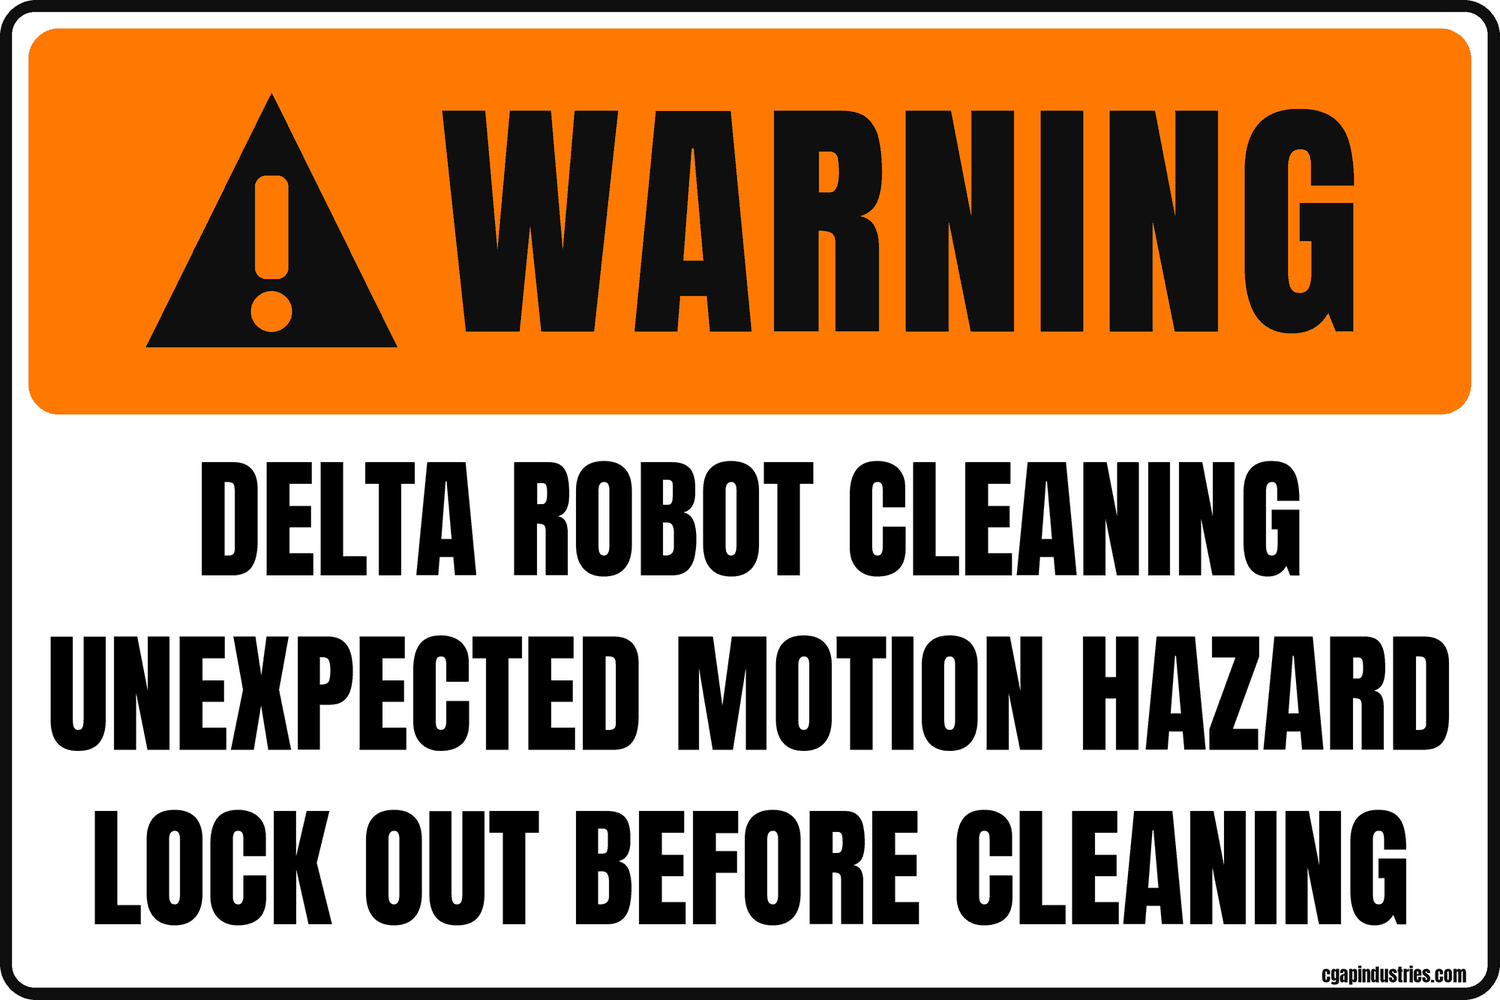 WARNING
DELTA ROBOT CLEANING
UNEXPECTED MOTION HAZARD
LOCK OUT BEFORE CLEANING
cgapindustries.com